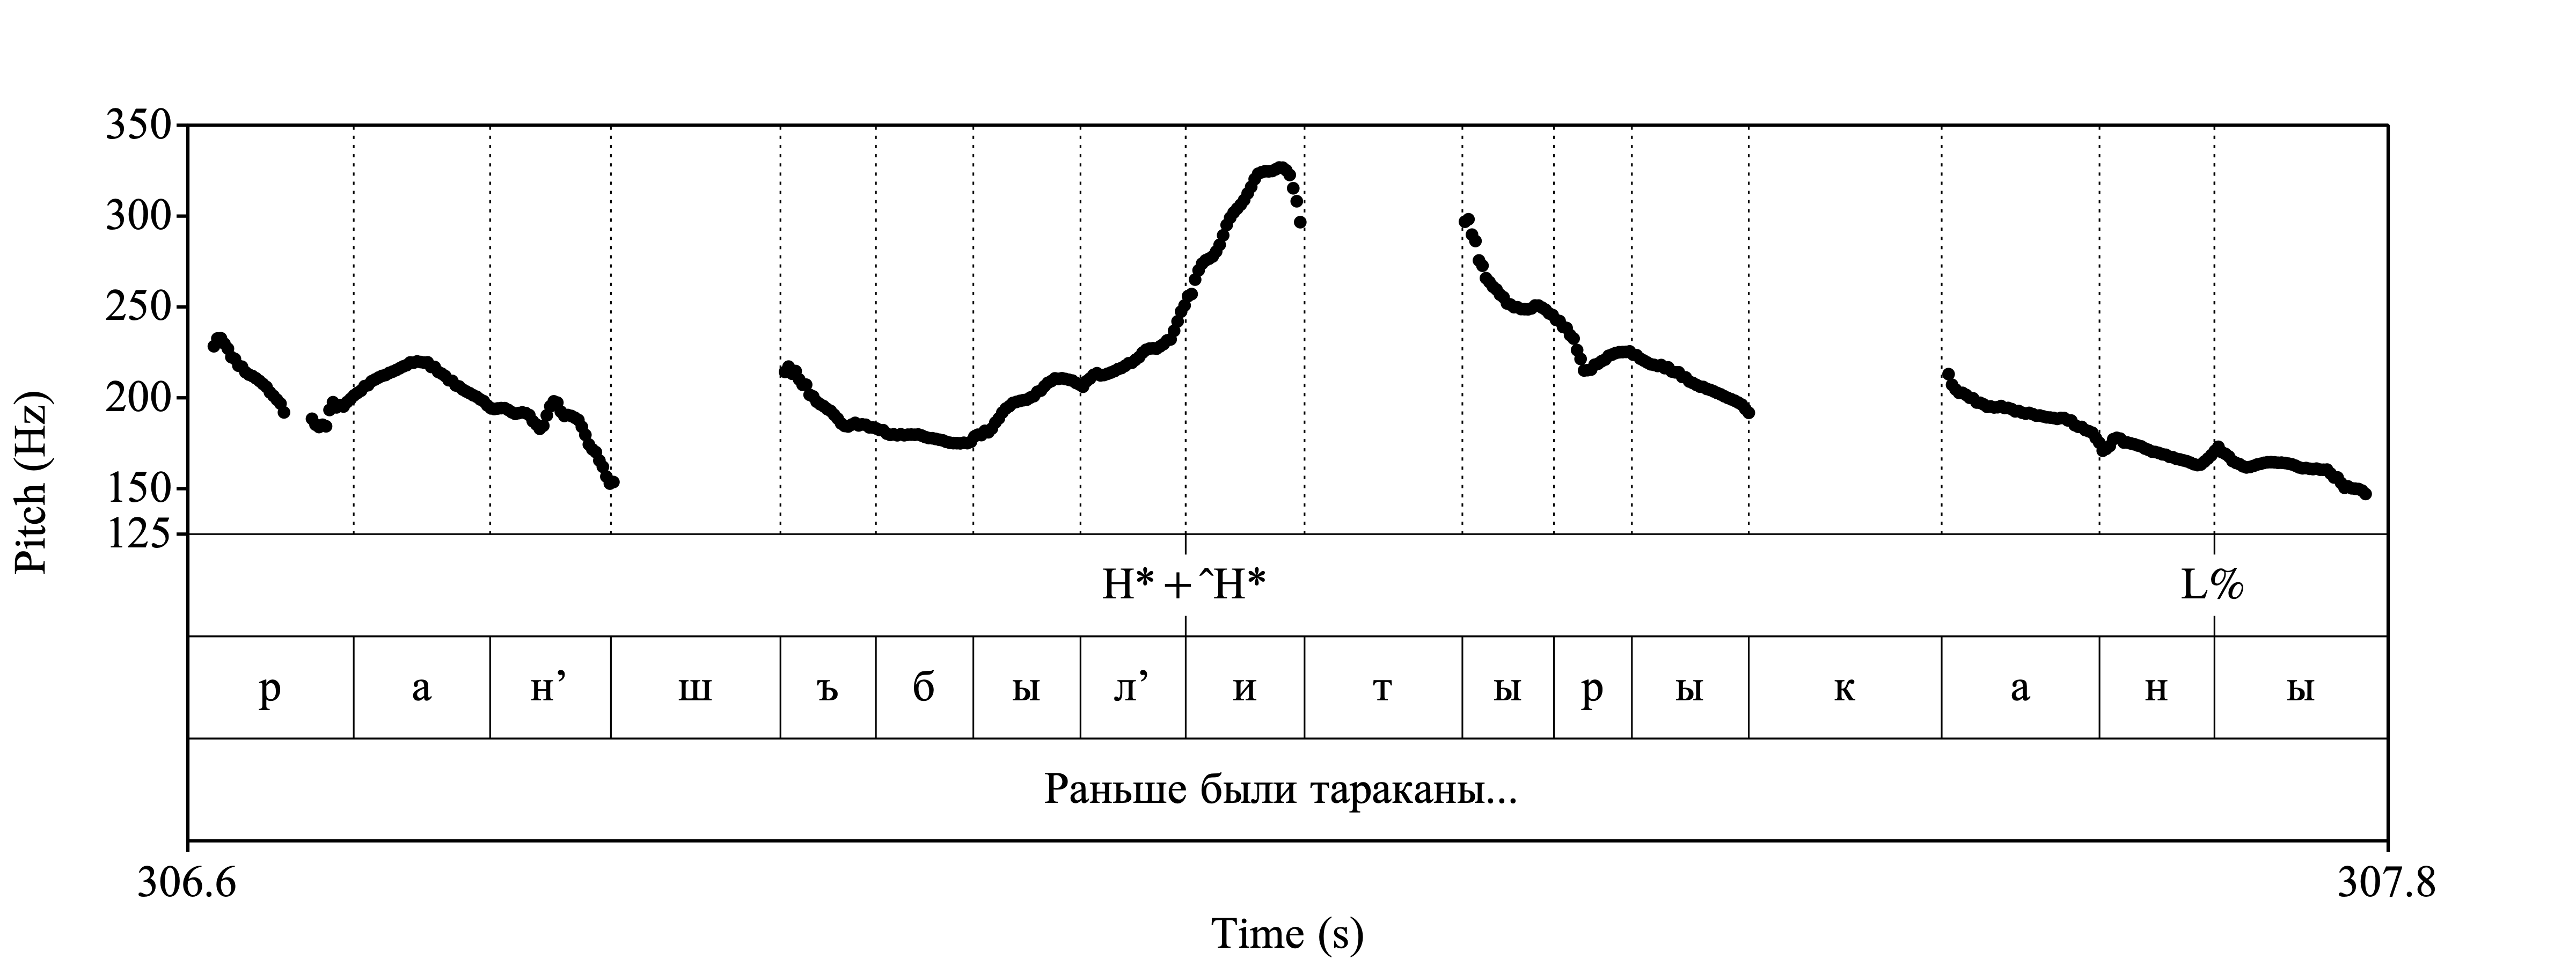 350
300
250
200
150
125
Pitch (Hz)
H* + ˆH* L%
р а н’ ш ъ б ы л’ и т ы р ы к а н ы
Раньше были тараканы...
306.6 307.8
Time (s)